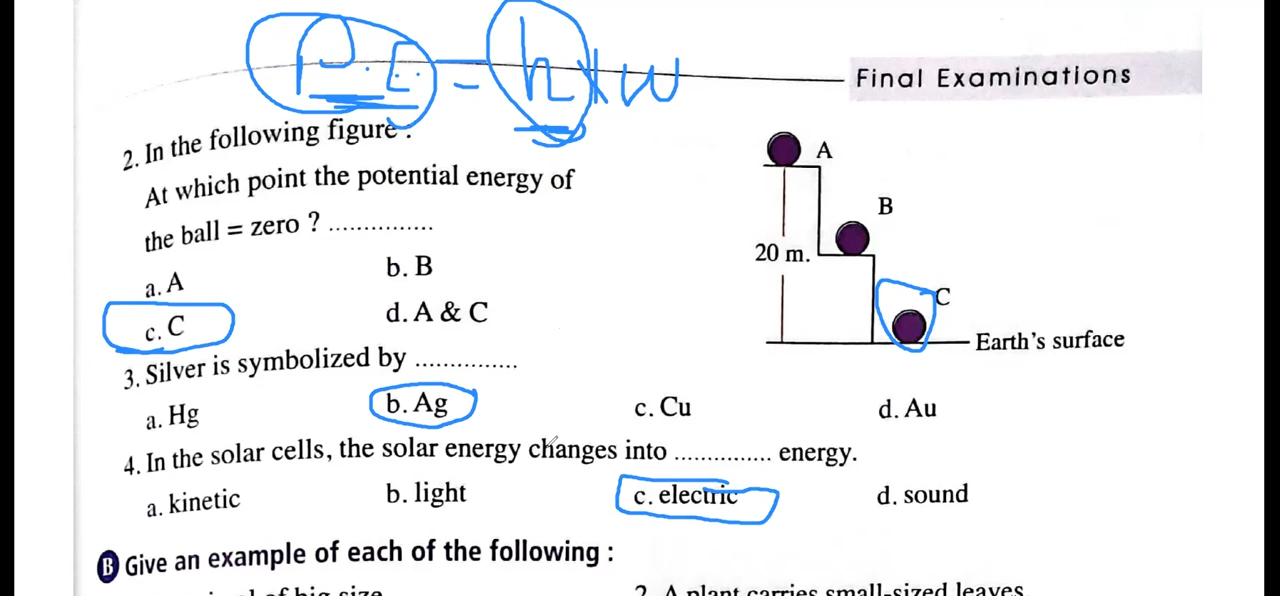 P.E = h x w
Final Examinations
2. In the following figure :
At which point the potential energy of
the ball = zero ? ...............
a. A b. B
c. C d. A & C
A
B
20 m.
C
Earth's surface
3. Silver is symbolized by ...............
a. Hg b. Ag c. Cu d. Au
4. In the solar cells, the solar energy changes into .............. energy.
a. kinetic b. light c. electric d. sound
B Give an example of each of the following :
of big size 2. A plant carries small-sized leaves.